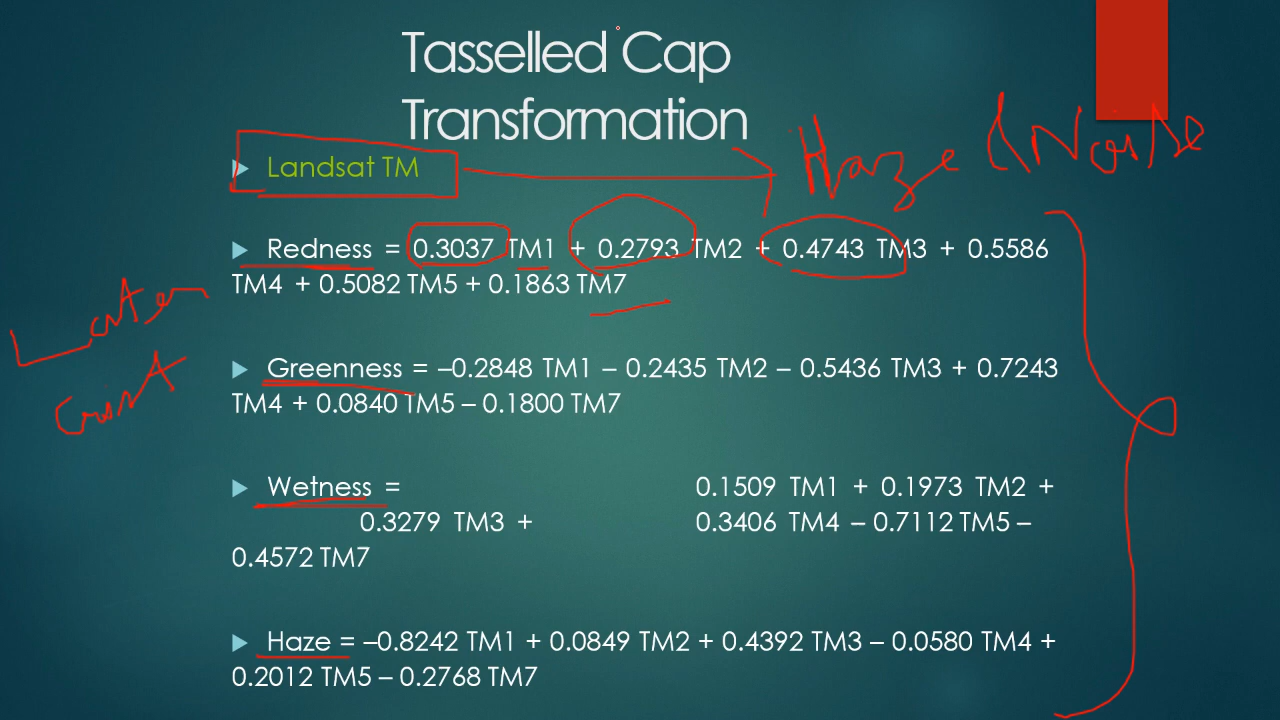 Tasselled Cap
Transformation
Landsat TM
Haze
Redness = 0.3037 TM1 + 0.2793 TM2 + 0.4743 TM3 + 0.5586
TM4 + 0.5082 TM5 + 0.1863 TM7
Greenness = –0.2848 TM1 – 0.2435 TM2 – 0.5436 TM3 + 0.7243
TM4 + 0.0840 TM5 – 0.1800 TM7
Wetness = 0.1509 TM1 + 0.1973 TM2 +
0.3279 TM3 + 0.3406 TM4 – 0.7112 TM5 –
0.4572 TM7
Haze = –0.8242 TM1 + 0.0849 TM2 + 0.4392 TM3 – 0.0580 TM4 +
0.2012 TM5 – 0.2768 TM7